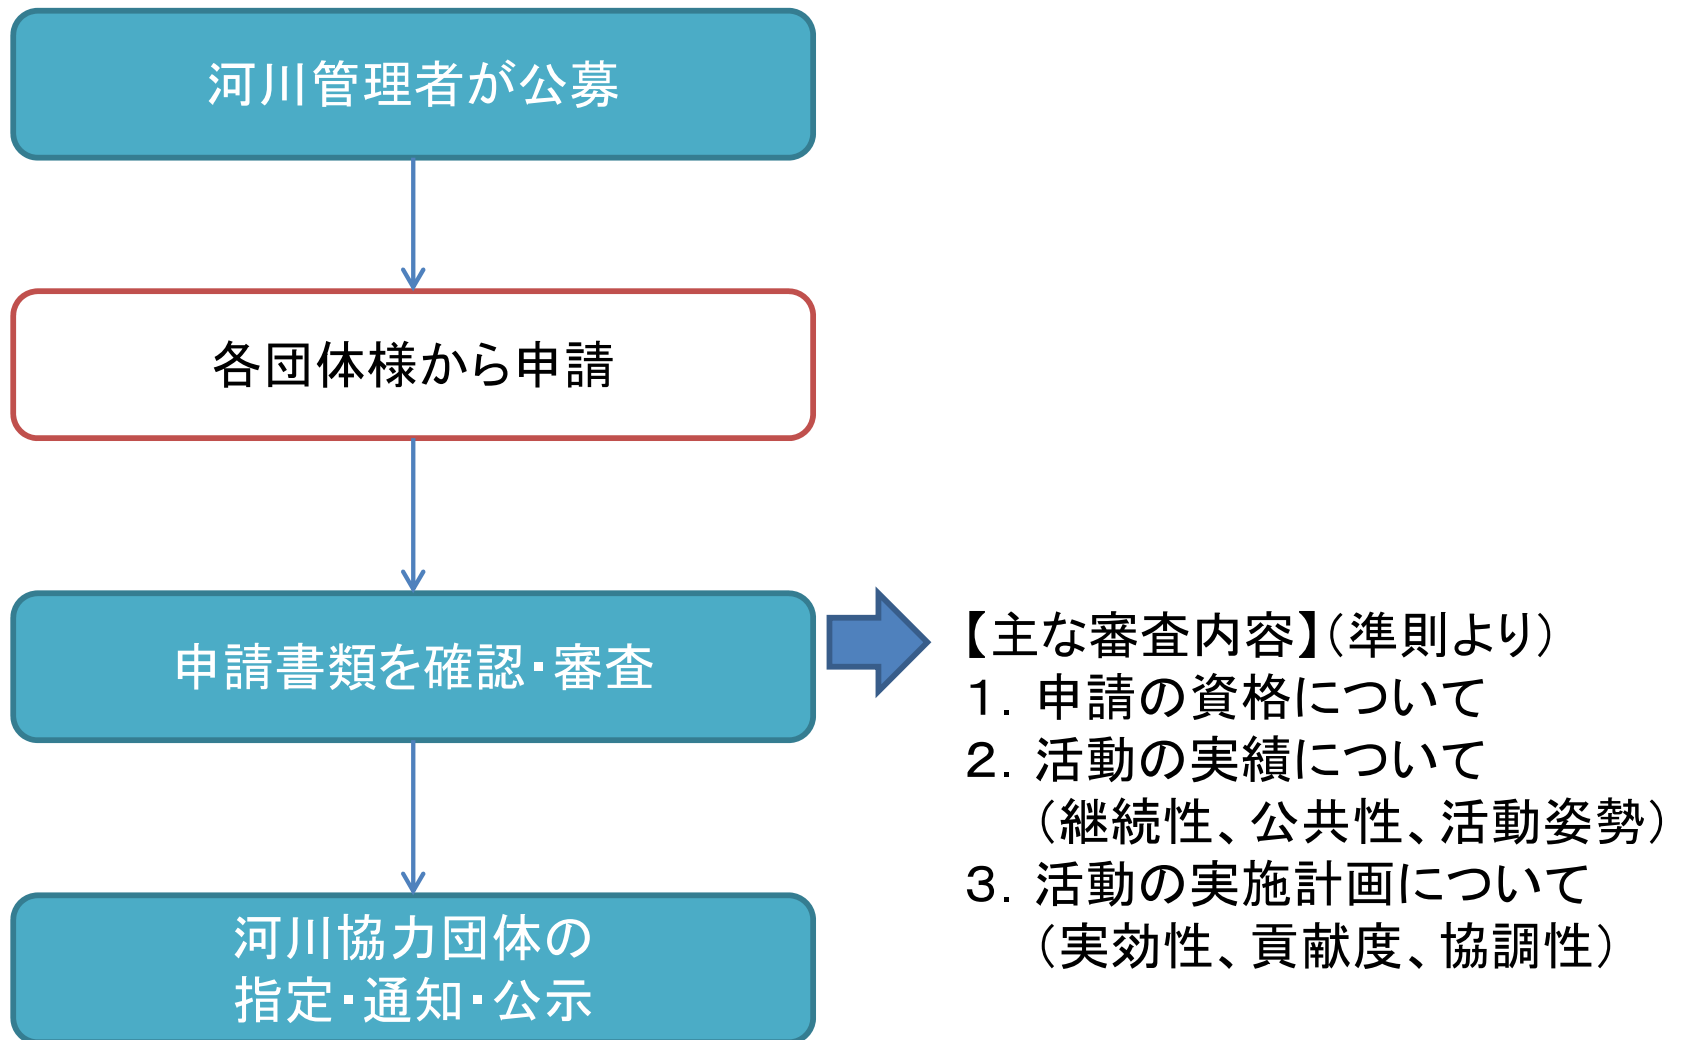 河川管理者が公募
各団体様から申請
申請書類を確認・審査
【主な審査内容】（準則より）
１．申請の資格について
２．活動の実績について
（継続性、公共性、活動姿勢）
３．活動の実施計画について
（実効性、貢献度、協調性）
河川協力団体の
指定・通知・公示